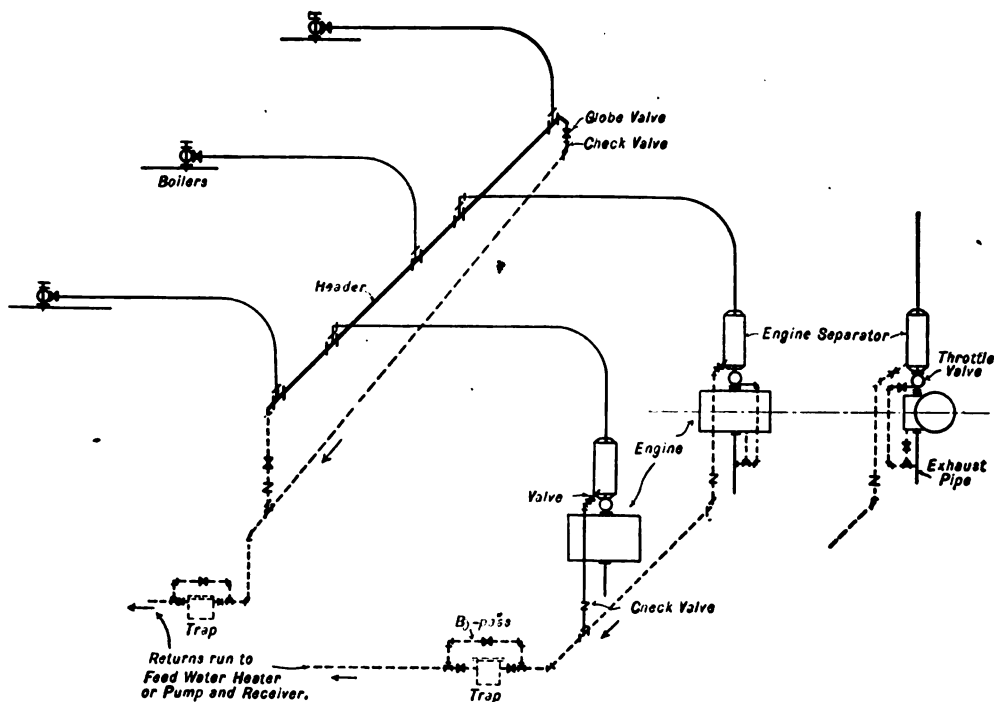 Globe Valve
Check Valve
Boilers
Header
Engine Separator
Throttle
Valve
Engine
Exhaust
Pipe
Valve
Check Valve
By-pass
Trap
Returns run to
Feed Water Heater
or Pump and Receiver.
Trap